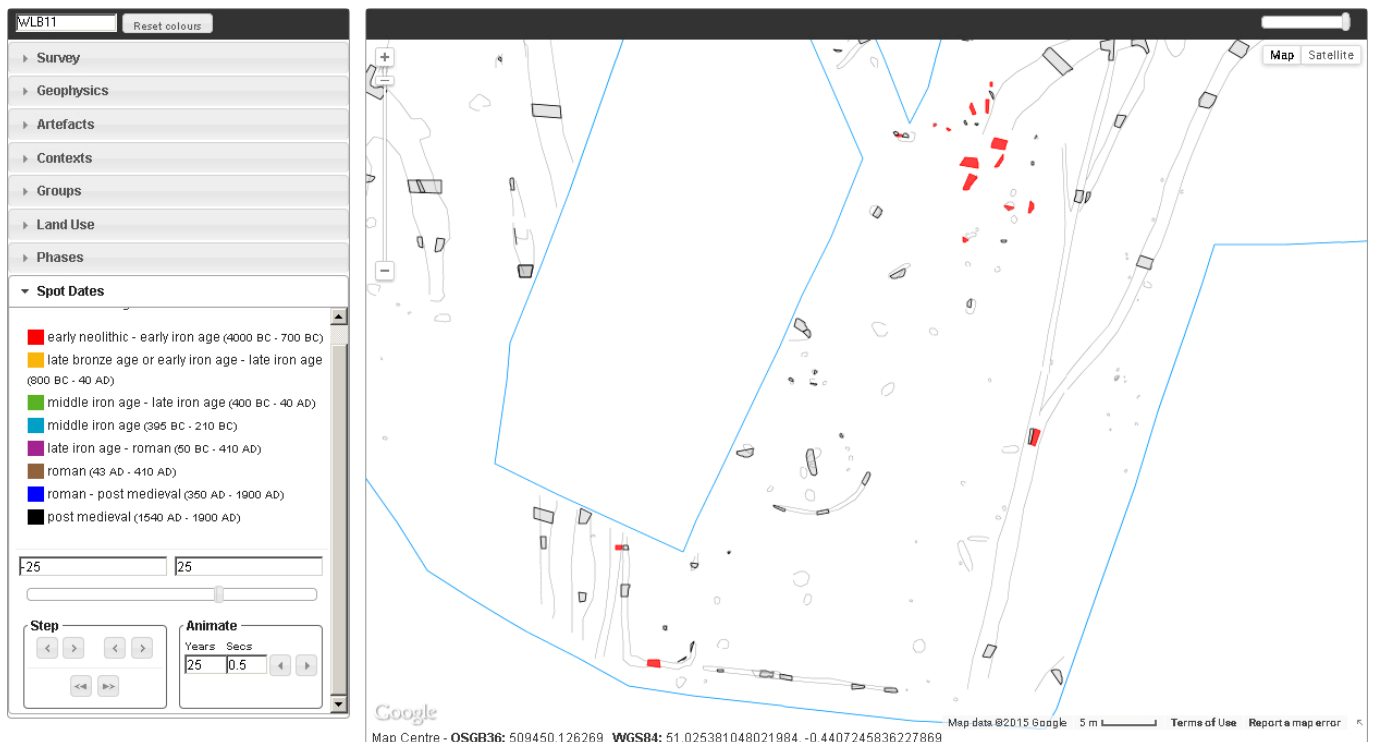 WLB11
Reset colours
Survey
Geophysics
Artefacts
Contexts
Groups
Land Use
Phases
Spot Dates
early neolithic - early iron age (4000 BC - 700 BC)
late bronze age or early iron age - late iron age
(800 BC - 40 AD)
middle iron age - late iron age (400 BC - 40 AD)
middle iron age (395 BC - 210 BC)
late iron age - roman (50 BC - 410 AD)
roman (43 AD - 410 AD)
roman - post medieval (350 AD - 1900 AD)
post medieval (1540 AD - 1900 AD)
-25
25
Step
Animate
Years Secs
25 0.5
Map Satellite
Google
Map data ©2015 Google 5 m Terms of Use Report a map error
Map Centre - OSGB36: 509450,126269 WGS84: 51.025381048021984, -0.4407245836227869